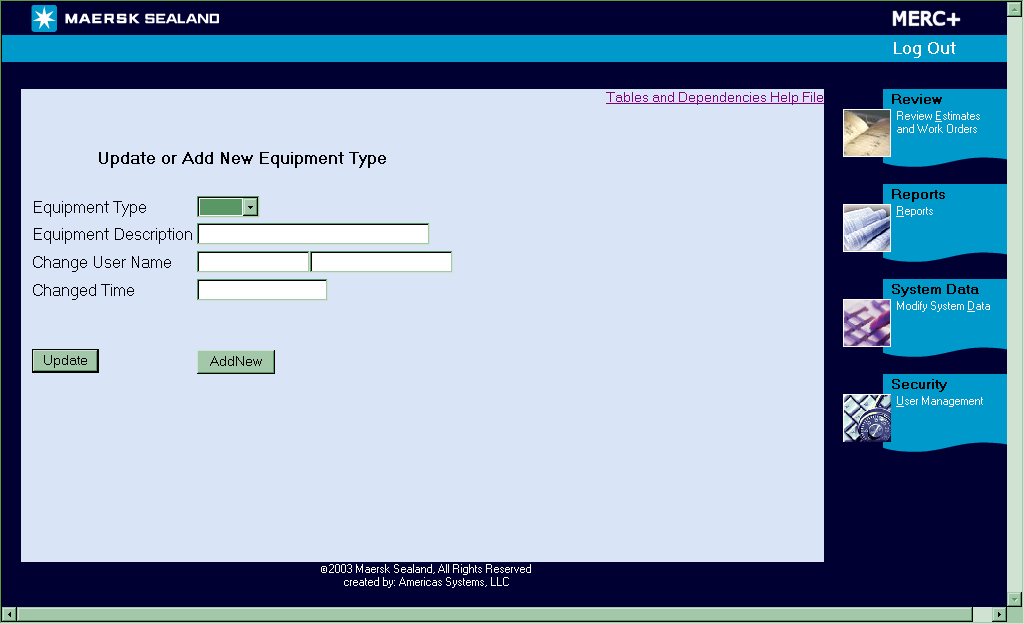 MAERSK SEALAND
MERC+
Log Out
Tables and Dependencies Help File
Update or Add New Equipment Type
Equipment Type
Equipment Description
Change User Name
Changed Time
Update
AddNew
Review
Review Estimates
and Work Orders
Reports
Reports
System Data
Modify System Data
Security
User Management
©2003 Maersk Sealand, All Rights Reserved
created by: Americas Systems, LLC